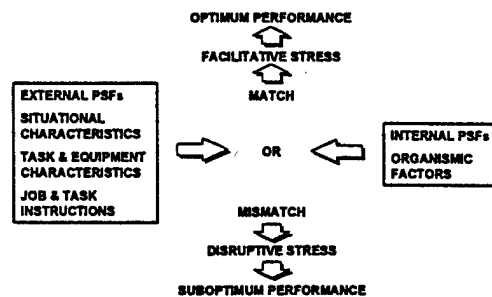 OPTIMUM PERFORMANCE
FACILITATIVE STRESS
MATCH
EXTERNAL PSFs
SITUATIONAL
CHARACTERISTICS
TASK & EQUIPMENT
CHARACTERISTICS
JOB & TASK
INSTRUCTIONS
OR
INTERNAL PSFs
ORGANISMIC
FACTORS
MISMATCH
DISRUPTIVE STRESS
SUBOPTIMUM PERFORMANCE